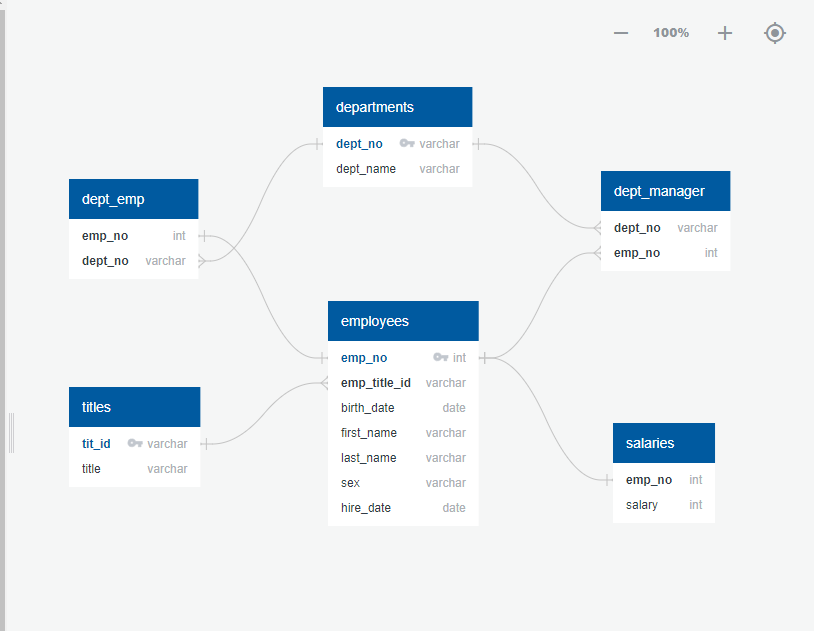 100%
departments
dept_no varchar
dept_name varchar
dept_manager
dept_no varchar
emp_no int
dept_emp
emp_no int
dept_no varchar
employees
emp_no int
emp_title_id varchar
birth_date date
first_name varchar
last_name varchar
sex varchar
hire_date date
titles
tit_id varchar
title varchar
salaries
emp_no int
salary int